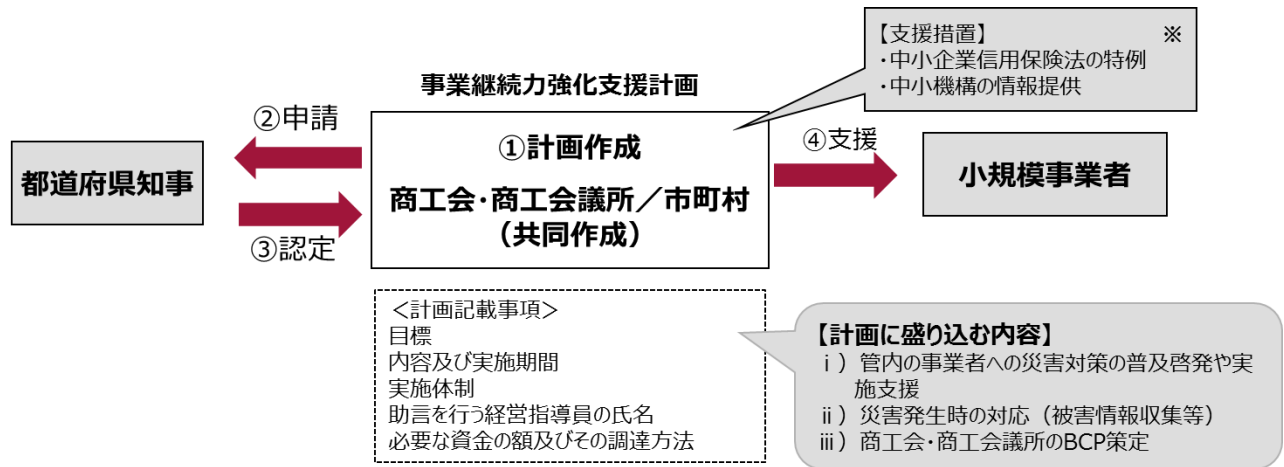 【支援措置】 ※
・中小企業信用保険法の特例
・中小機構の情報提供
事業継続力強化支援計画
②申請
①計画作成
④支援
都道府県知事
商工会・商工会議所／市町村
（共同作成）
小規模事業者
③認定
＜計画記載事項＞
目標
内容及び実施期間
実施体制
助言を行う経営指導員の氏名
必要な資金の額及びその調達方法
【計画に盛り込む内容】
ⅰ）管内の事業者への災害対策の普及啓発や実
施支援
ⅱ）災害発生時の対応（被害情報収集等）
ⅲ）商工会・商工会議所のBCP策定